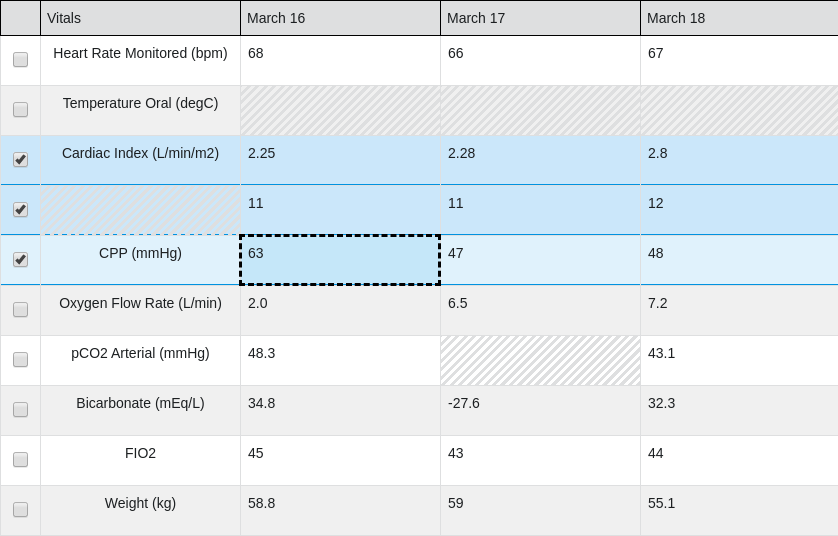 Vitals March 16 March 17 March 18
Heart Rate Monitored (bpm) 68 66 67
Temperature Oral (degC)
Cardiac Index (L/min/m2) 2.25 2.28 2.8
11 11 12
CPP (mmHg) 63 47 48
Oxygen Flow Rate (L/min) 2.0 6.5 7.2
pCO2 Arterial (mmHg) 48.3 43.1
Bicarbonate (mEq/L) 34.8 -27.6 32.3
FIO2 45 43 44
Weight (kg) 58.8 59 55.1